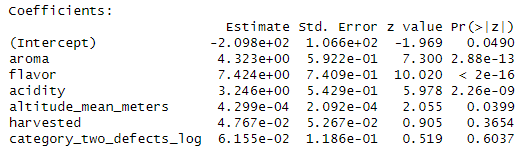 Coefficients:
Estimate Std. Error z value Pr(>|z|)
(Intercept) -2.098e+02 1.066e+02 -1.969 0.0490
aroma 4.323e+00 5.922e-01 7.300 2.88e-13
flavor 7.424e+00 7.409e-01 10.020 < 2e-16
acidity 3.246e+00 5.429e-01 5.978 2.26e-09
altitude_mean_meters 4.299e-04 2.092e-04 2.055 0.0399
harvested 4.767e-02 5.267e-02 0.905 0.3654
category_two_defects_log 6.155e-02 1.186e-01 0.519 0.6037